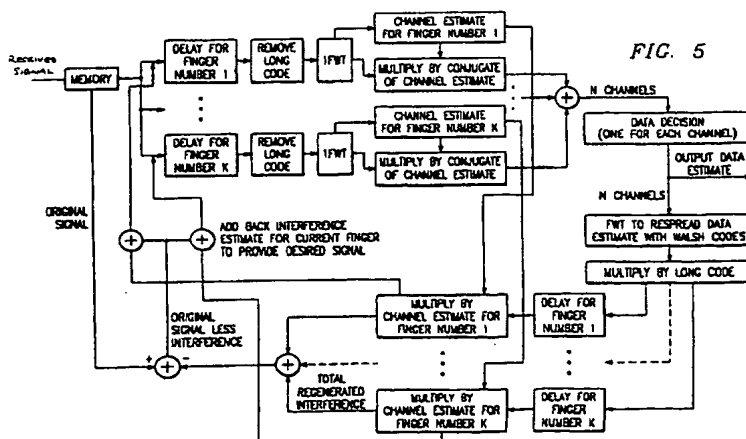 FIG. 5
RECEIVED
SIGNAL
MEMORY
DELAY FOR
FINGER
NUMBER 1
REMOVE
LONG
CODE
IFWT
CHANNEL ESTIMATE
FOR FINGER NUMBER 1
MULTIPLY BY CONJUGATE
OF CHANNEL ESTIMATE
DELAY FOR
FINGER
NUMBER K
REMOVE
LONG
CODE
IFWT
CHANNEL ESTIMATE
FOR FINGER NUMBER K
MULTIPLY BY CONJUGATE
OF CHANNEL ESTIMATE
N CHANNELS
DATA DECISION
(ONE FOR EACH CHANNEL)
OUTPUT DATA
ESTIMATE
N CHANNELS
FWT TO RESPREAD DATA
ESTIMATE WITH WALSH CODES
MULTIPLY BY LONG CODE
ORIGINAL
SIGNAL
ADD BACK INTERFERENCE
ESTIMATE FOR CURRENT FINGER
TO PROVIDE DESIRED SIGNAL
ORIGINAL
SIGNAL LESS
INTERFERENCE
+ −
MULTIPLY BY
CHANNEL ESTIMATE FOR
FINGER NUMBER 1
DELAY FOR
FINGER
NUMBER 1
TOTAL
REGENERATED
INTERFERENCE
MULTIPLY BY
CHANNEL ESTIMATE FOR
FINGER NUMBER K
DELAY FOR
FINGER
NUMBER K